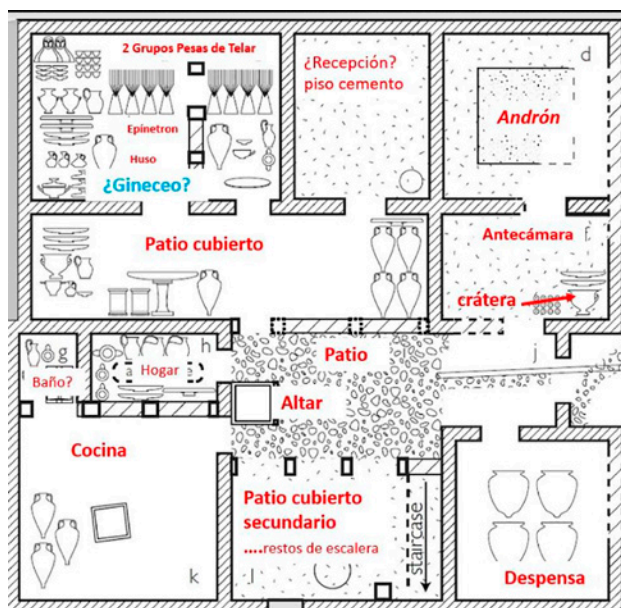 2 Grupos Pesas de Telar
Epinetron
Huso
¿Gineceo?
¿Recepción?
piso cemento
d
Andrón
Patio cubierto
Antecámara
f
crátera
g
Baño?
h
Hogar
Patio
j
Altar
Cocina
k
Patio cubierto
secundario
....restos de escalera
l
staircase
Despensa